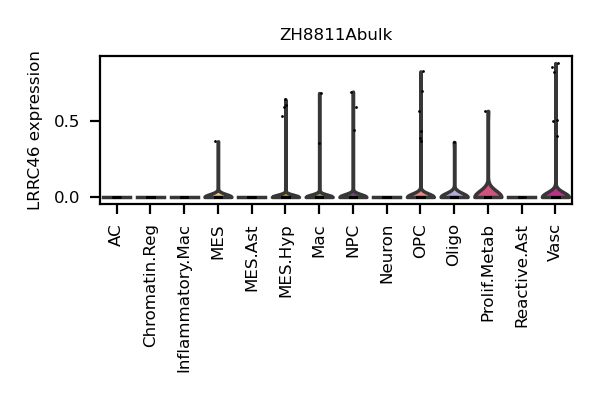 ZH8811Abulk
LRRC46 expression
0.5
0.0
AC
Chromatin.Reg
Inflammatory.Mac
MES
MES.Ast
MES.Hyp
Mac
NPC
Neuron
OPC
Oligo
Prolif.Metab
Reactive.Ast
Vasc